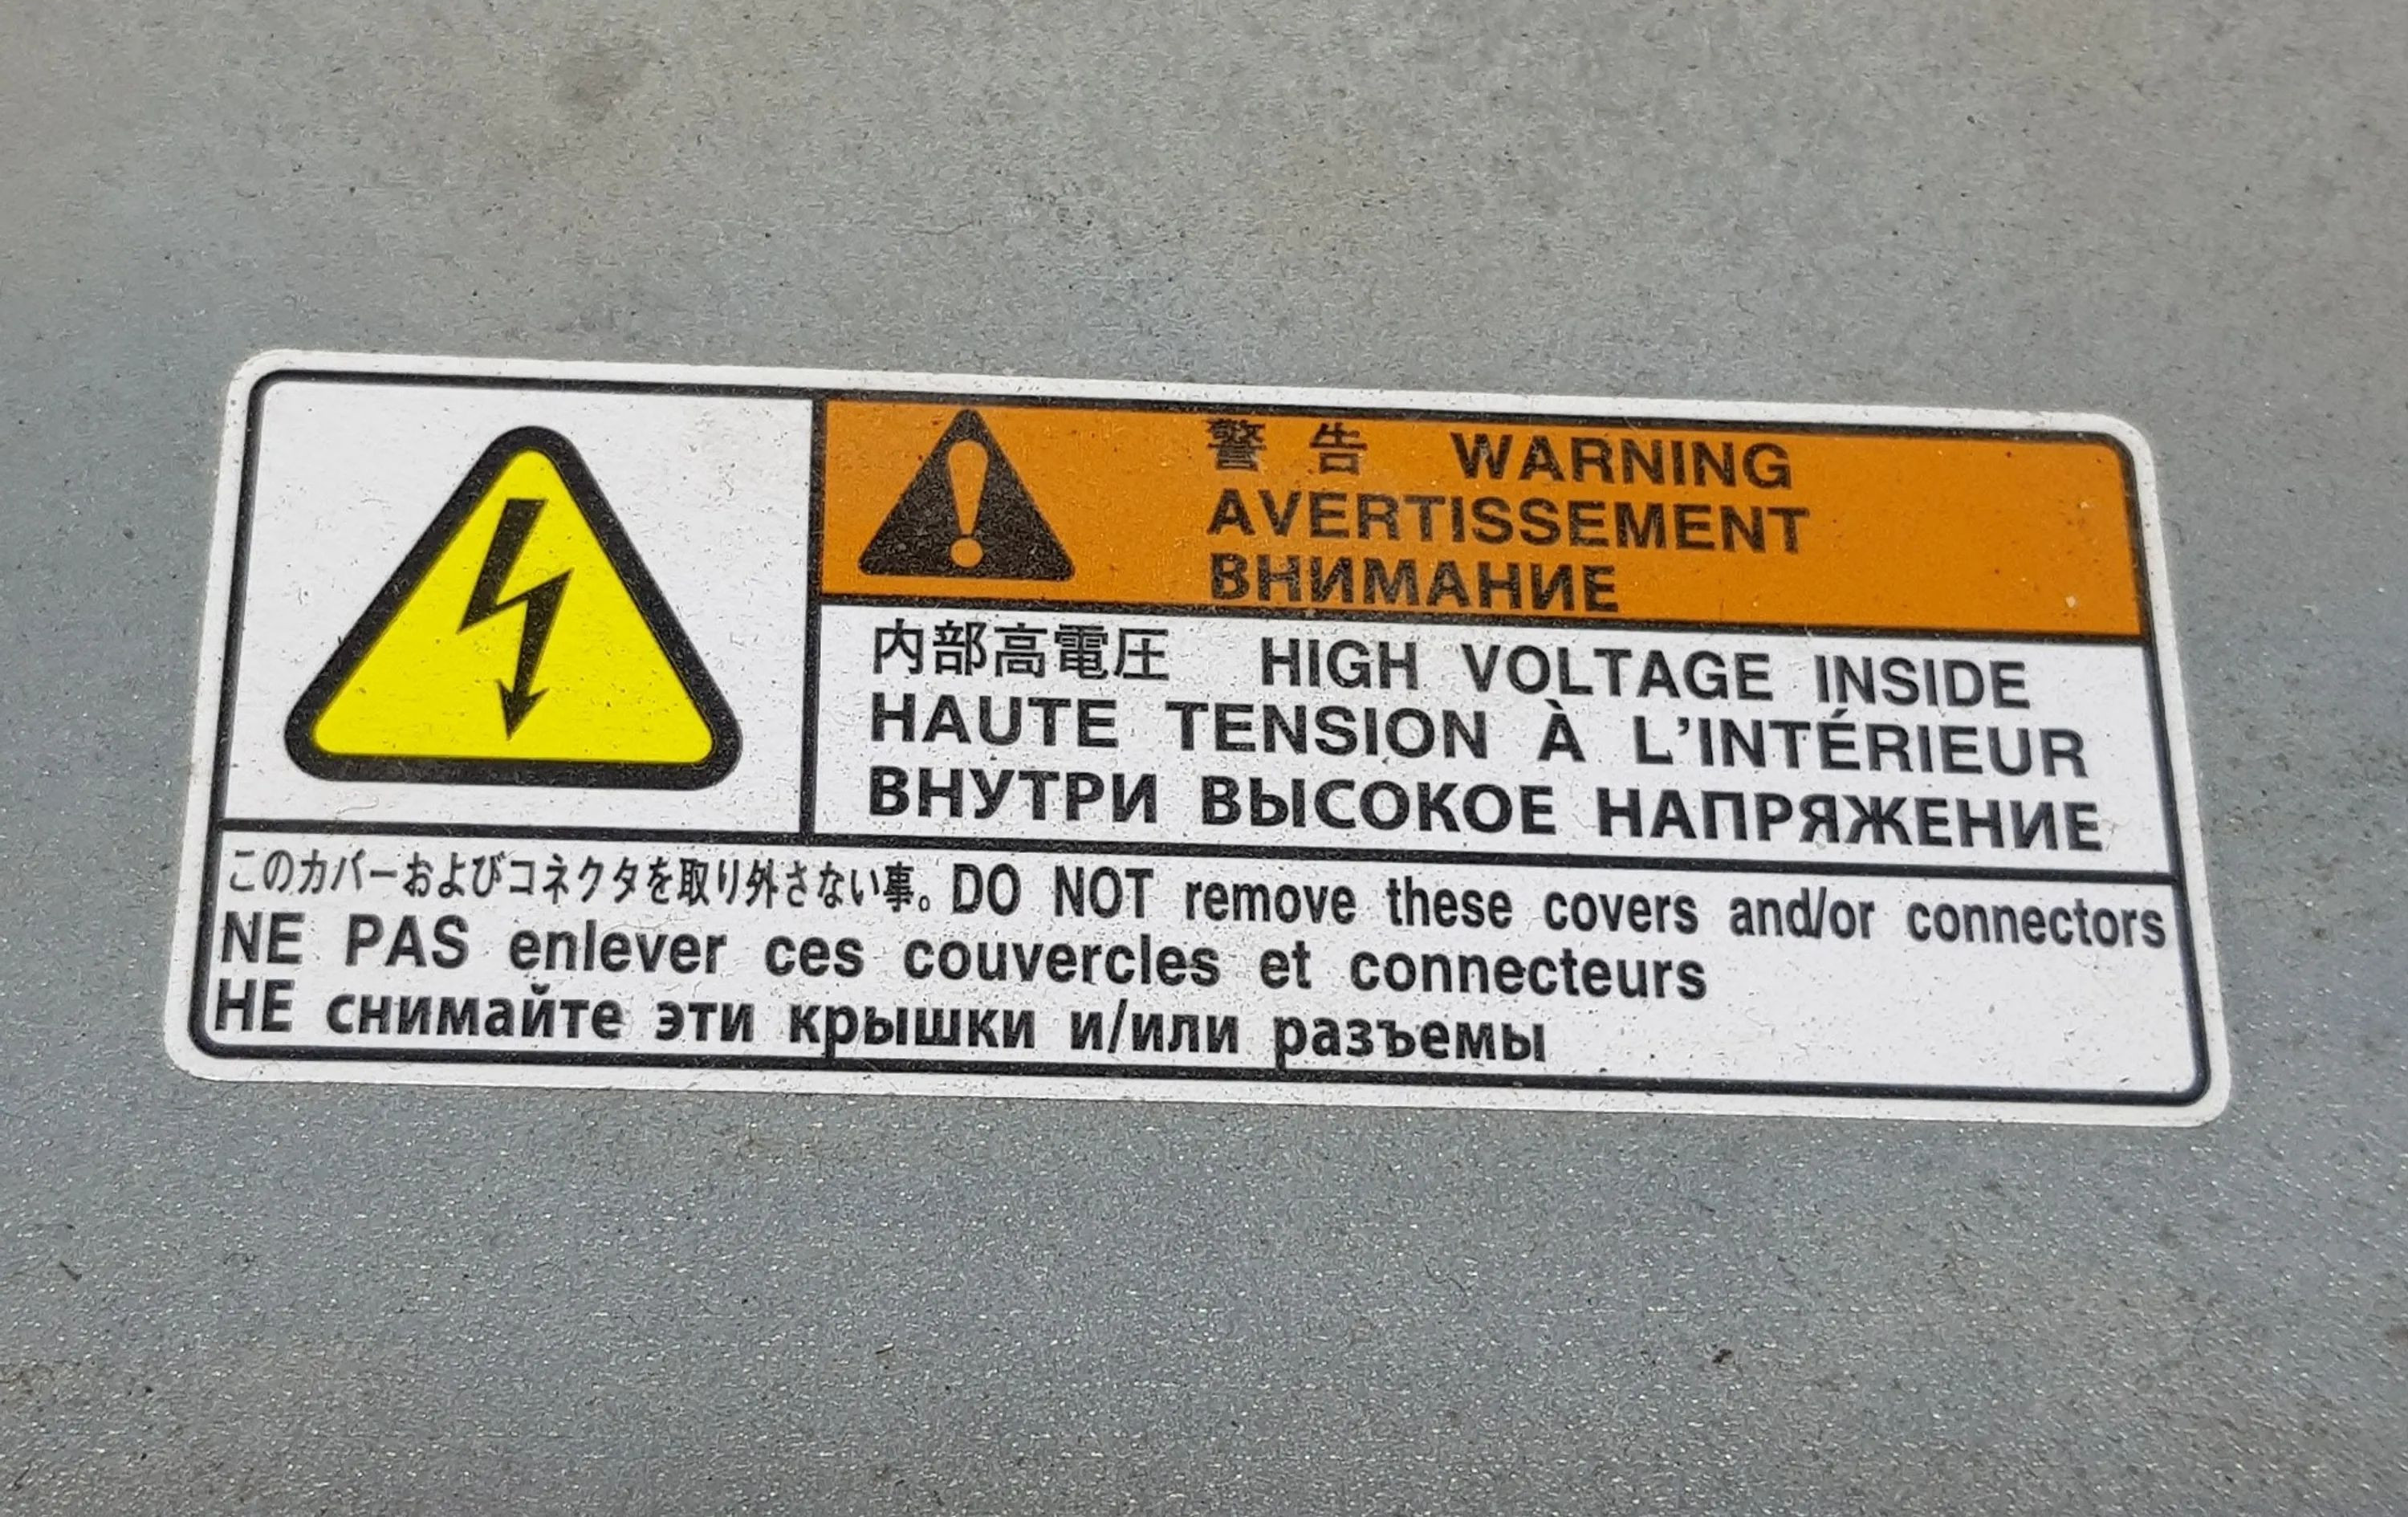 警告 WARNING
AVERTISSEMENT
ВНИМАНИЕ
内部高電圧 HIGH VOLTAGE INSIDE
HAUTE TENSION À L'INTÉRIEUR
ВНУТРИ ВЫСОКОЕ НАПРЯЖЕНИЕ
このカバーおよびコネクタを取り外さない事。DO NOT remove these covers and/or connectors
NE PAS enlever ces couvercles et connecteurs
НЕ снимайте эти крышки и/или разъемы